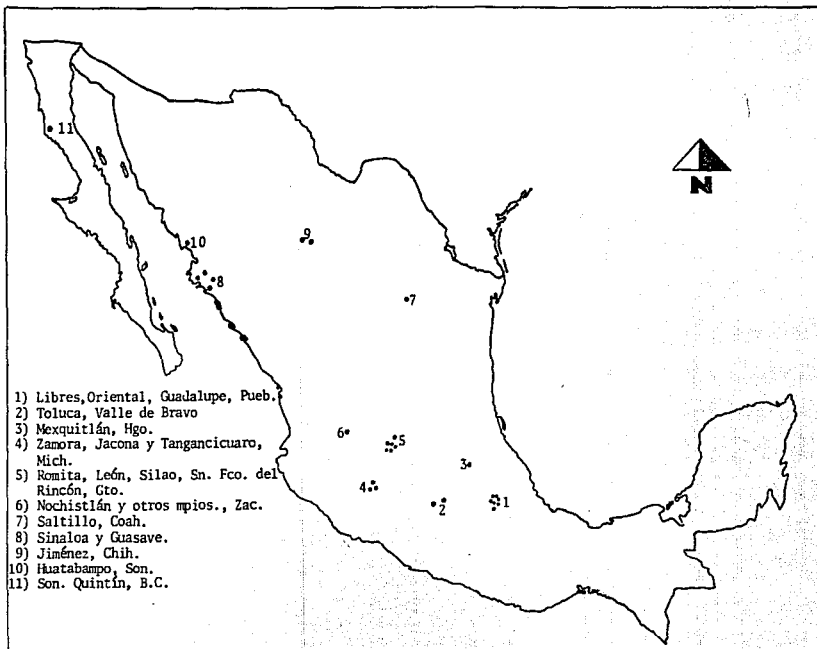 11
N
10
9
8
7
6
5
3
4
2
1
1) Libres,Oriental, Guadalupe, Pueb.
2) Toluca, Valle de Bravo
3) Mexquitlán, Hgo.
4) Zamora, Jacona y Tangancicuaro,
Mich.
5) Romita, León, Silao, Sn. Fco. del
Rincón, Gto.
6) Nochistlán y otros mpios., Zac.
7) Saltillo, Coah.
8) Sinaloa y Guasave.
9) Jiménez, Chih.
10) Huatabampo, Son.
11) Son. Quintín, B.C.